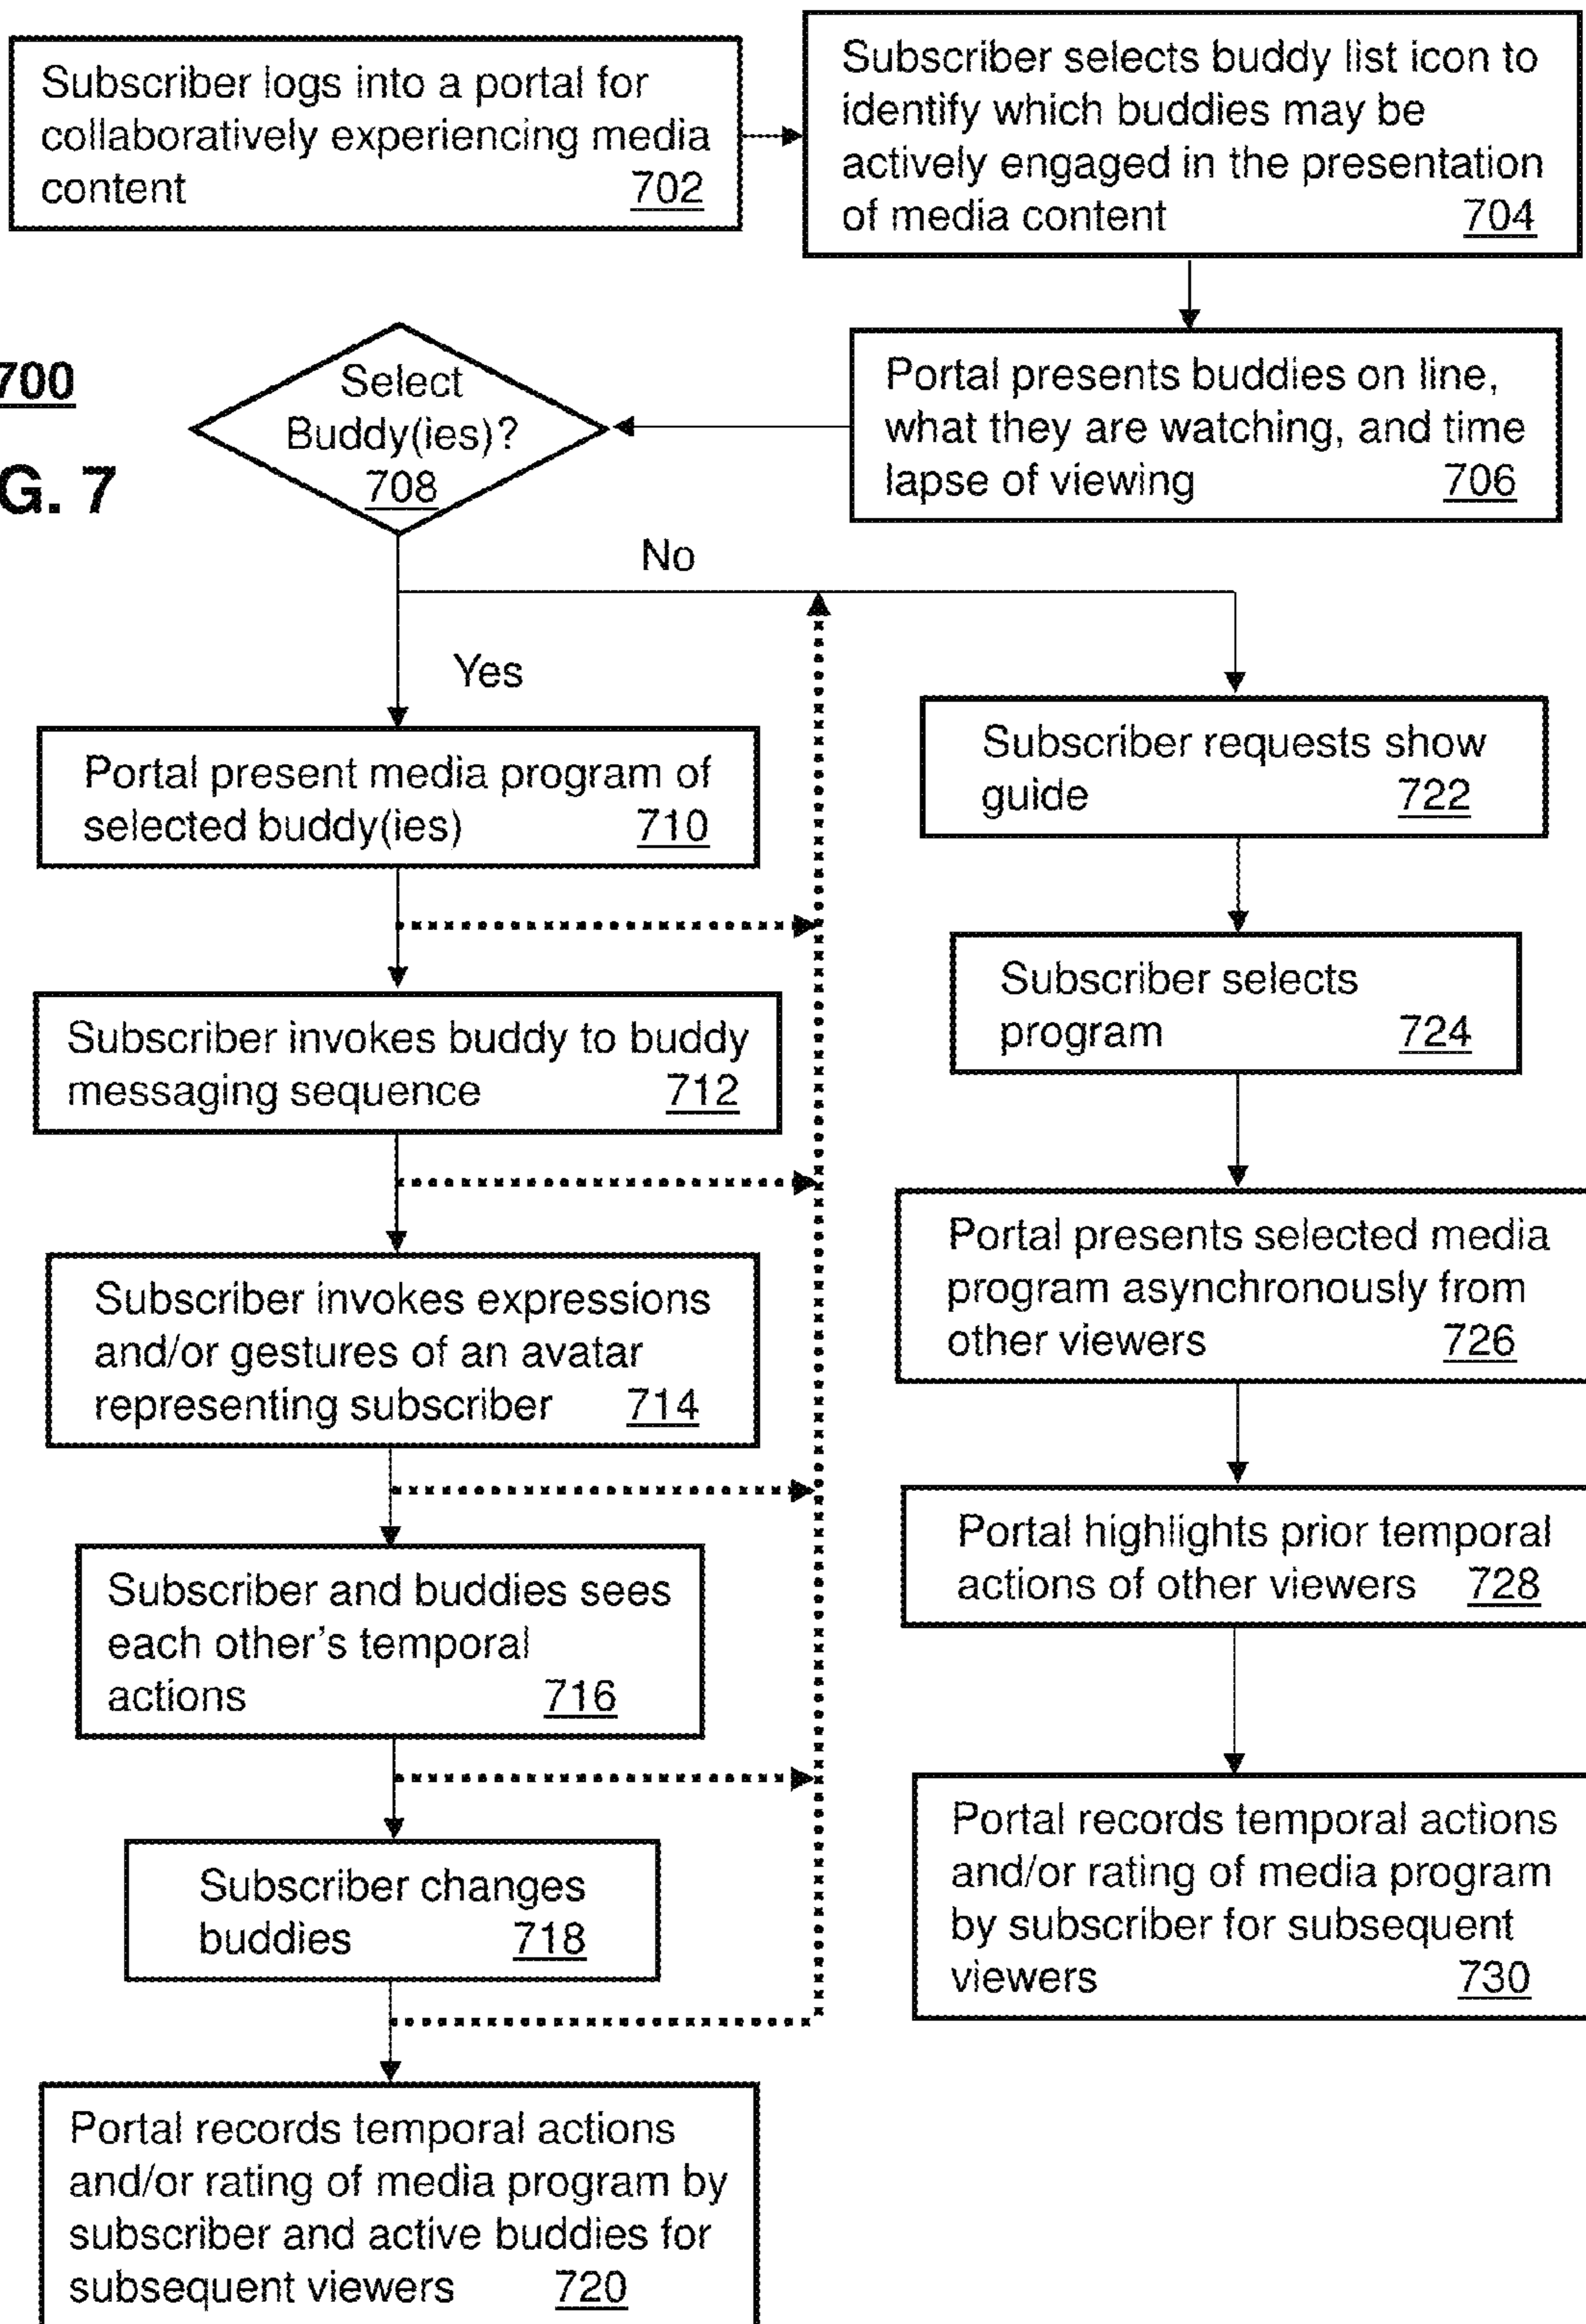 Subscriber logs into a portal for
collaboratively experiencing media
content 702
Subscriber selects buddy list icon to
identify which buddies may be
actively engaged in the presentation
of media content 704
700
G. 7
Select
Buddy(ies)?
708
Portal presents buddies on line,
what they are watching, and time
lapse of viewing 706
No
Yes
Portal present media program of
selected buddy(ies) 710
Subscriber invokes buddy to buddy
messaging sequence 712
Subscriber invokes expressions
and/or gestures of an avatar
representing subscriber 714
Subscriber and buddies sees
each other's temporal
actions 716
Subscriber changes
buddies 718
Portal records temporal actions
and/or rating of media program by
subscriber and active buddies for
subsequent viewers 720
Subscriber requests show
guide 722
Subscriber selects
program 724
Portal presents selected media
program asynchronously from
other viewers 726
Portal highlights prior temporal
actions of other viewers 728
Portal records temporal actions
and/or rating of media program
by subscriber for subsequent
viewers 730